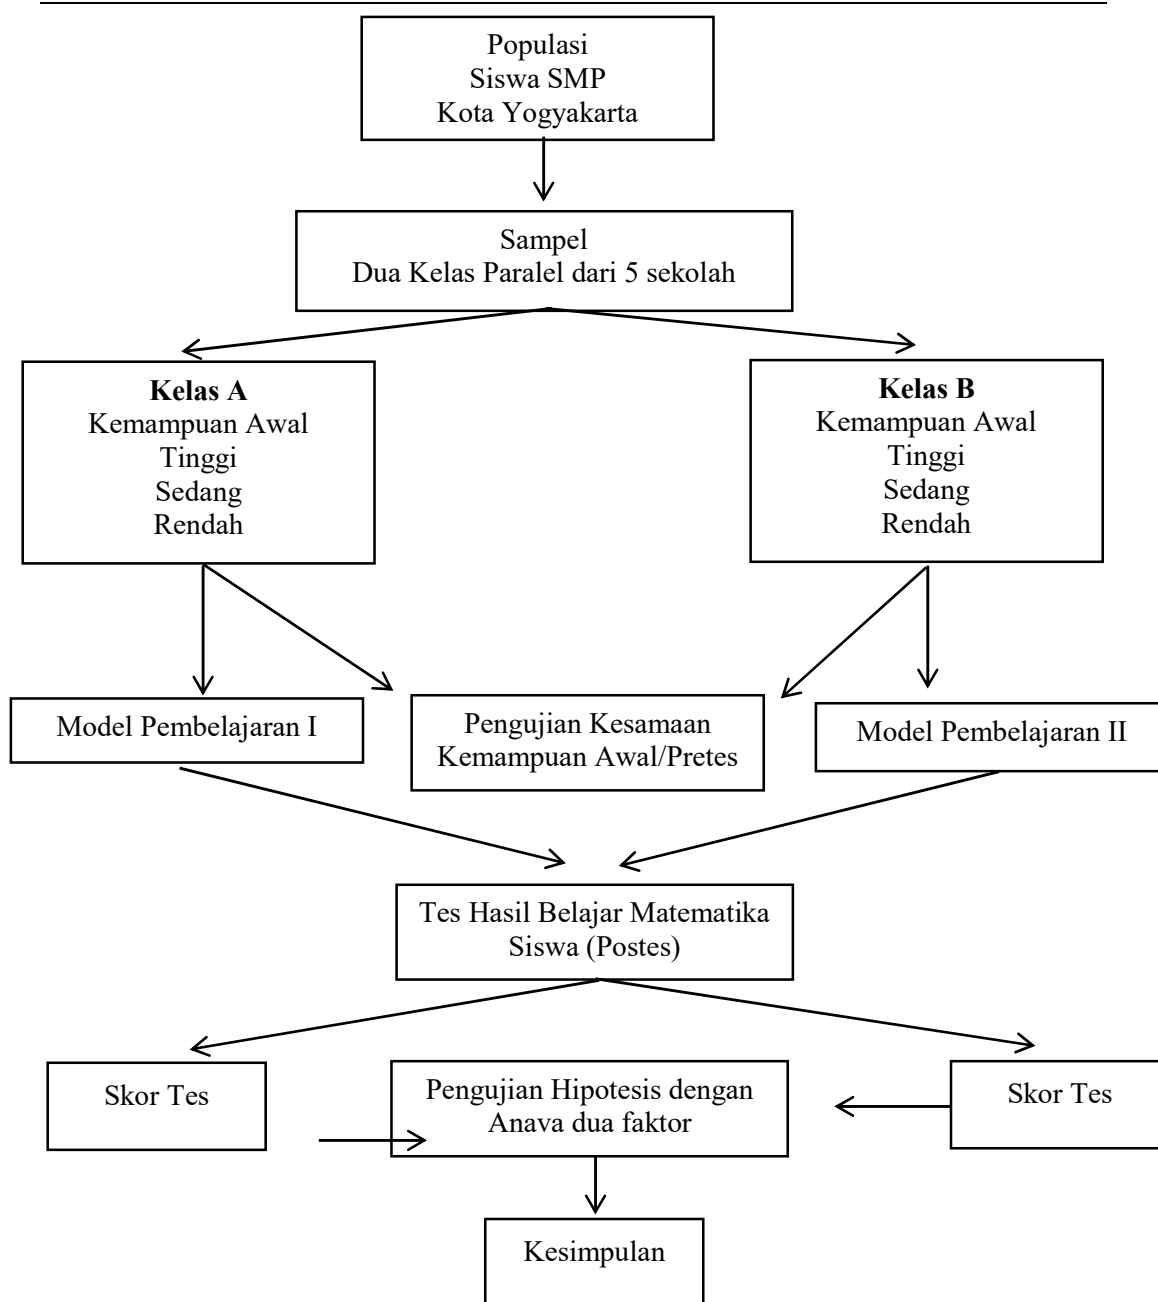 Populasi
Siswa SMP
Kota Yogyakarta
Sampel
Dua Kelas Paralel dari 5 sekolah
Kelas A
Kemampuan Awal
Tinggi
Sedang
Rendah
Kelas B
Kemampuan Awal
Tinggi
Sedang
Rendah
Model Pembelajaran I
Pengujian Kesamaan
Kemampuan Awal/Pretes
Model Pembelajaran II
Tes Hasil Belajar Matematika
Siswa (Postes)
Skor Tes
Pengujian Hipotesis dengan
Anava dua faktor
Skor Tes
Kesimpulan